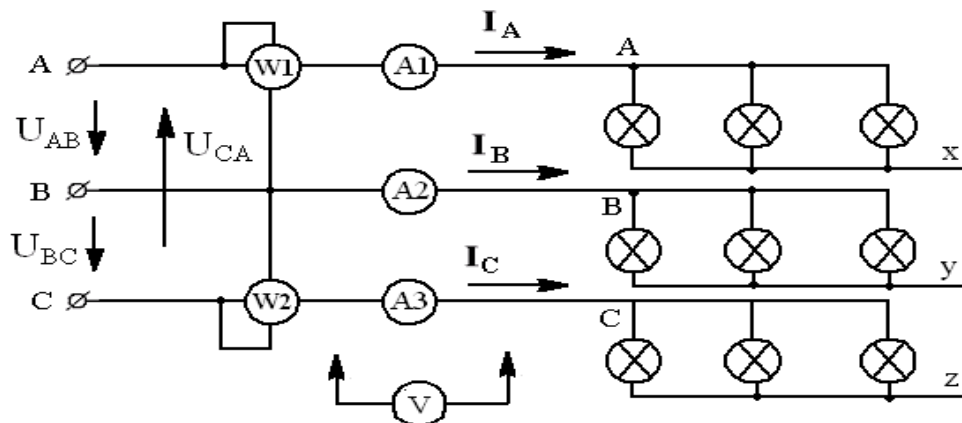 I_A
A W1 A1 A
U_AB U_CA x
I_B
B A2 B
U_BC y
I_C
C W2 A3 C
z
V